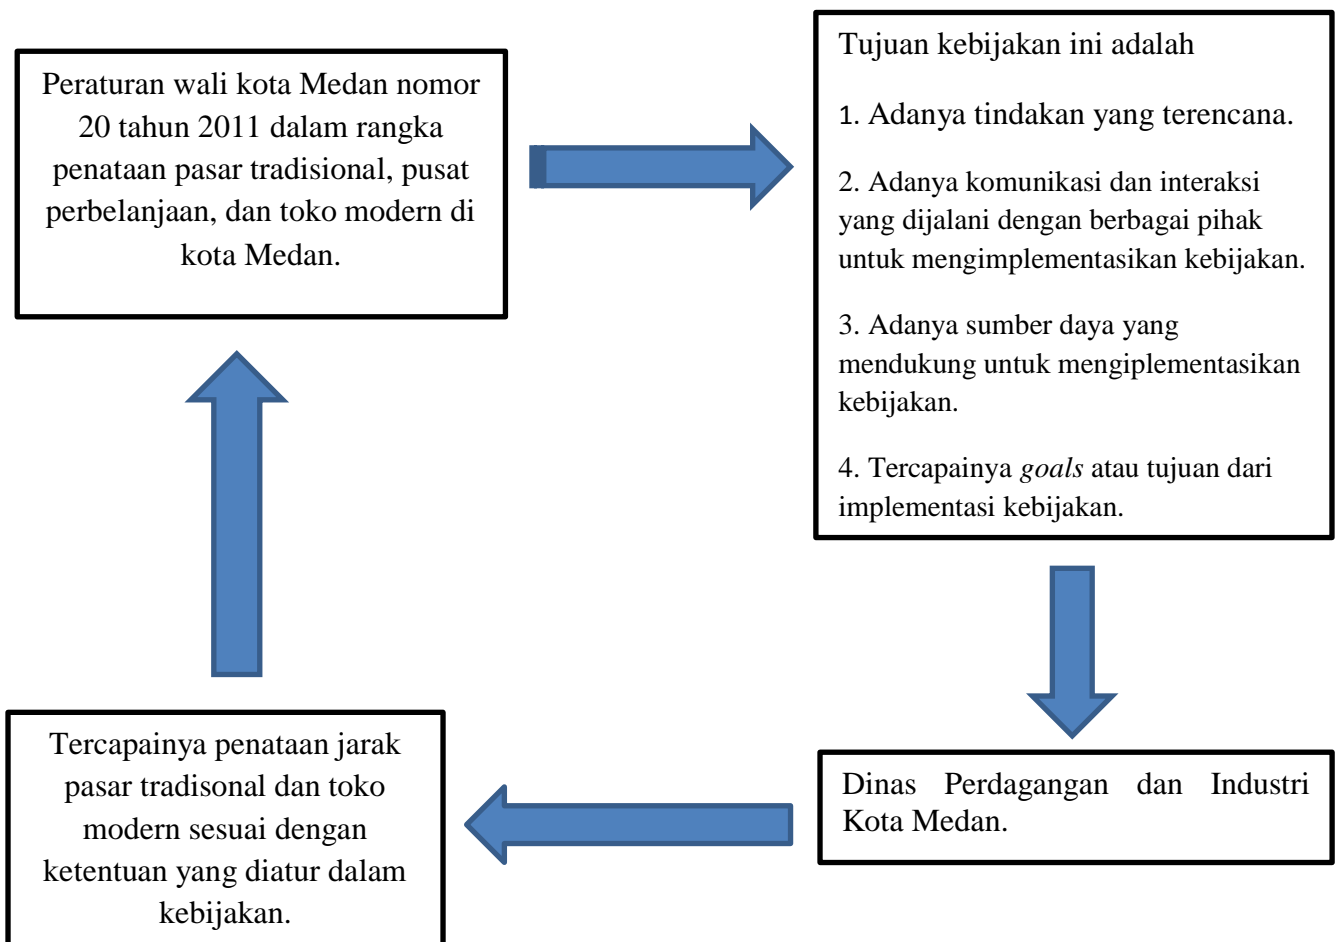 Peraturan wali kota Medan nomor
20 tahun 2011 dalam rangka
penataan pasar tradisional, pusat
perbelanjaan, dan toko modern di
kota Medan.
Tujuan kebijakan ini adalah
1. Adanya tindakan yang terencana.
2. Adanya komunikasi dan interaksi
yang dijalani dengan berbagai pihak
untuk mengimplementasikan kebijakan.
3. Adanya sumber daya yang
mendukung untuk mengiplementasikan
kebijakan.
4. Tercapainya goals atau tujuan dari
implementasi kebijakan.
Dinas Perdagangan dan Industri
Kota Medan.
Tercapainya penataan jarak
pasar tradisonal dan toko
modern sesuai dengan
ketentuan yang diatur dalam
kebijakan.